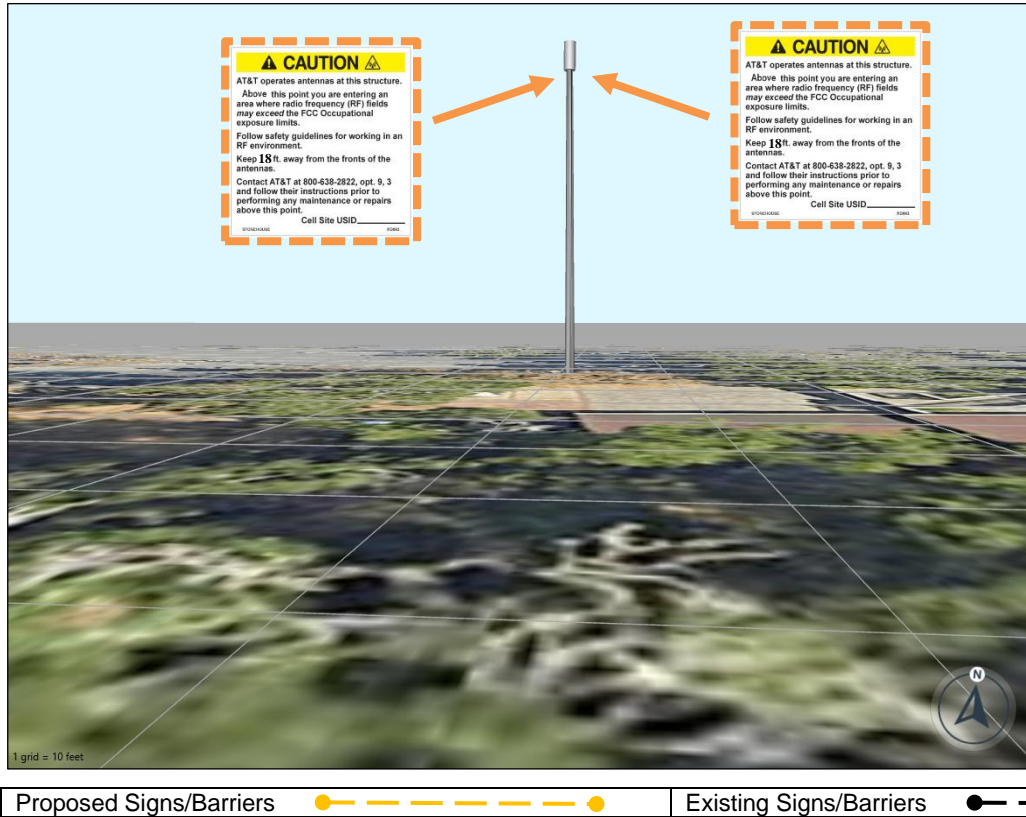 CAUTION
AT&T operates antennas at this structure.
Above this point you are entering an
area where radio frequency (RF) fields
may exceed the FCC Occupational
exposure limits.
Follow safety guidelines for working in an
RF environment.
Keep 18 ft. away from the fronts of the
antennas.
Contact AT&T at 800-638-2822, opt. 9, 3
and follow their instructions prior to
performing any maintenance or repairs
above this point.
Cell Site USID
STONEHOUSE
CAUTION
AT&T operates antennas at this structure.
Above this point you are entering an
area where radio frequency (RF) fields
may exceed the FCC Occupational
exposure limits.
Follow safety guidelines for working in an
RF environment.
Keep 18 ft. away from the fronts of the
antennas.
Contact AT&T at 800-638-2822, opt. 9, 3
and follow their instructions prior to
performing any maintenance or repairs
above this point.
Cell Site USID
STONEHOUSE
N
1 grid = 10 feet
Proposed Signs/Barriers
Existing Signs/Barriers